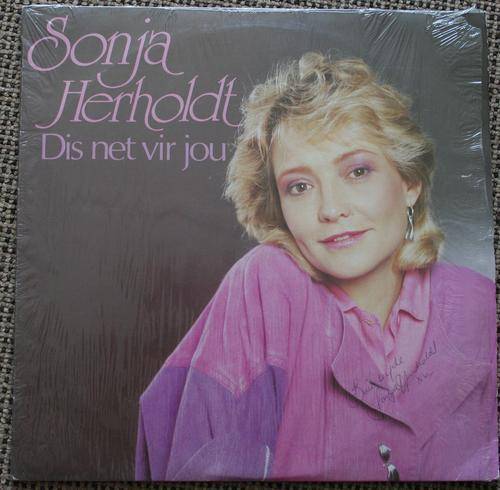 Sonja
Herholdt
Dis net vir jou